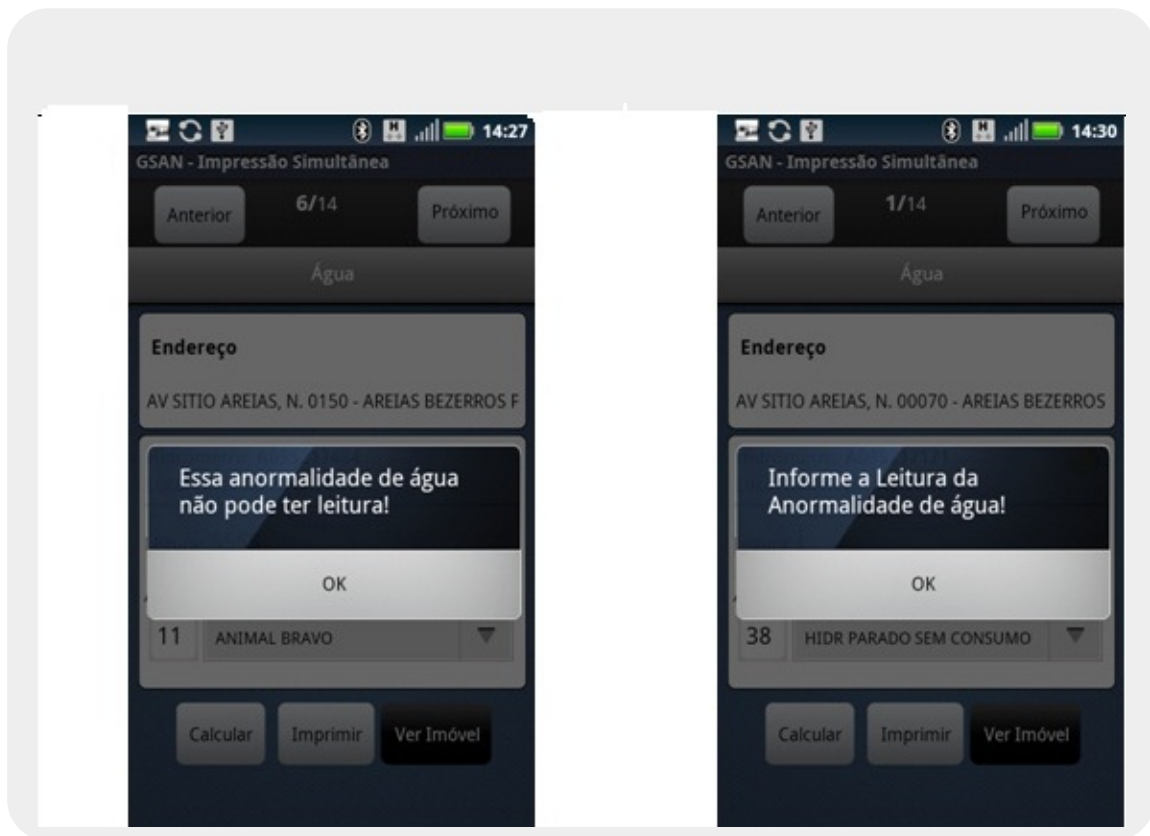 14:27
GSAN - Impressão Simultânea
Anterior 6/14 Próximo
Água
Endereço
AV SITIO AREIAS, N. 0150 - AREIAS BEZERROS F
Essa anormalidade de água
não pode ter leitura!
OK
11 ANIMAL BRAVO
Calcular Imprimir Ver Imóvel
14:30
GSAN - Impressão Simultânea
Anterior 1/14 Próximo
Água
Endereço
AV SITIO AREIAS, N. 00070 - AREIAS BEZERROS
Informe a Leitura da
Anormalidade de água!
OK
38 HIDR PARADO SEM CONSUMO
Calcular Imprimir Ver Imóvel